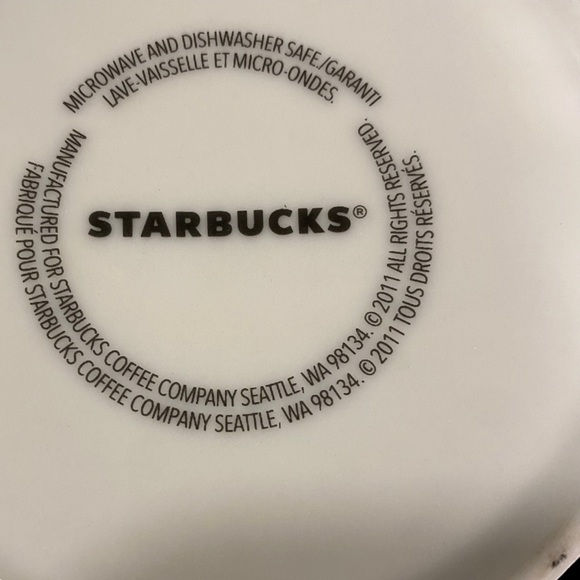 MICROWAVE AND DISHWASHER SAFE./GARANTI
LAVE-VAISSELLE ET MICRO-ONDES.
STARBUCKS®
MANUFACTURED FOR STARBUCKS COFFEE COMPANY SEATTLE, WA 98134. © 2011 ALL RIGHTS RESERVED.
FABRIQUÉ POUR STARBUCKS COFFEE COMPANY SEATTLE, WA 98134. © 2011 TOUS DROITS RÉSERVÉS.